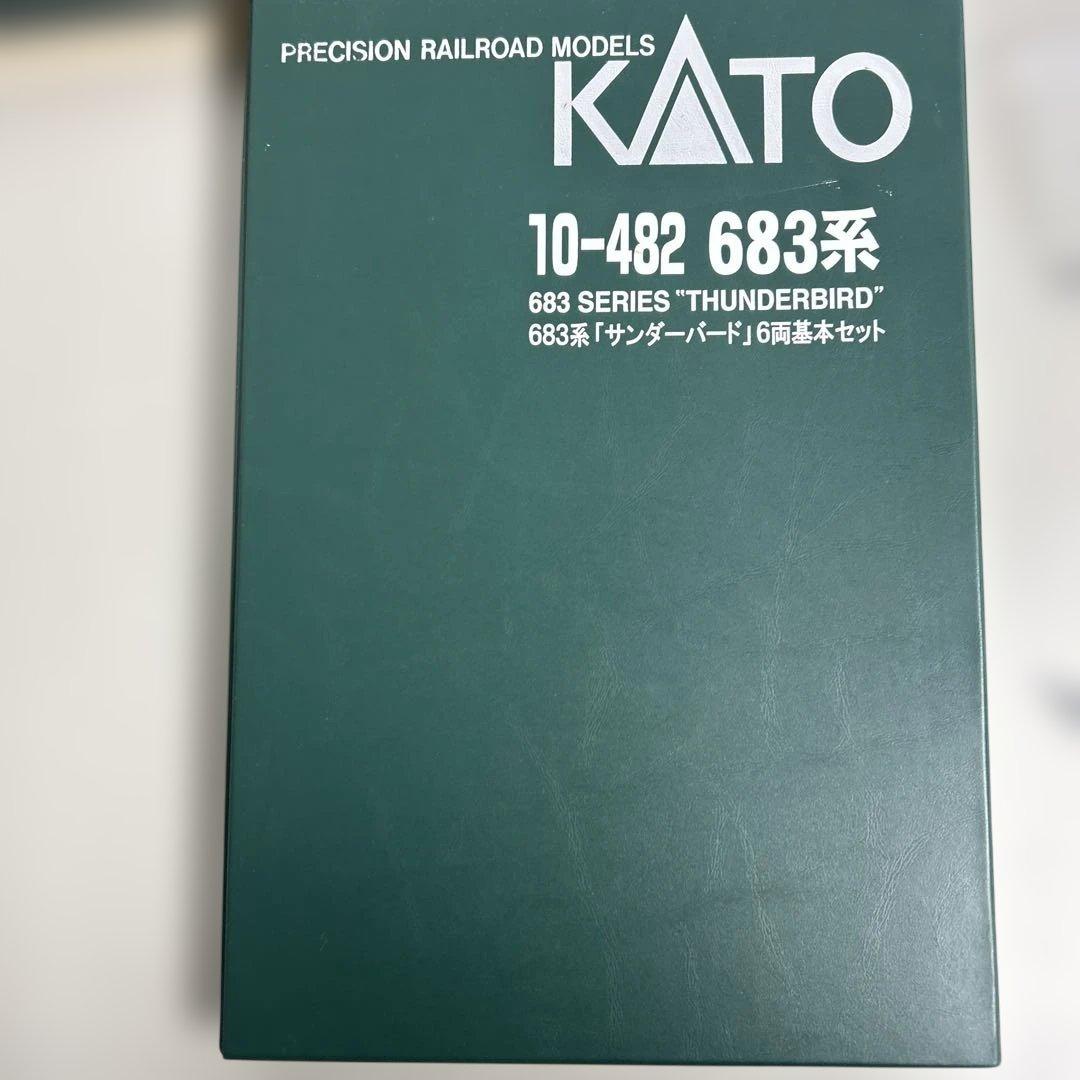 PRECISION RAILROAD MODELS
KATO
10-482 683系
683 SERIES "THUNDERBIRD"
683系「サンダーバード」6両基本セット